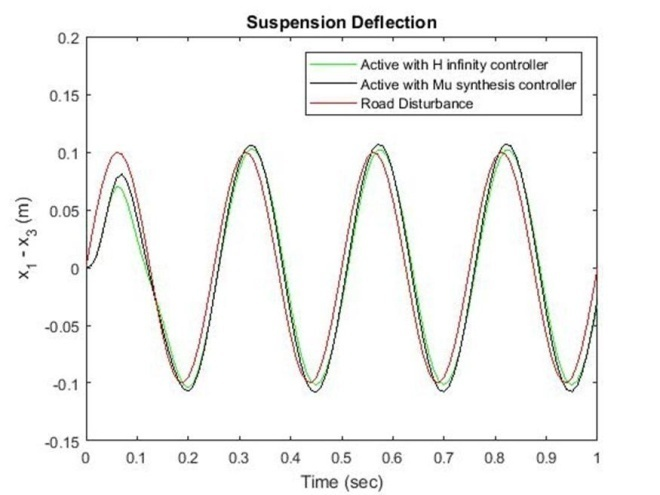 Suspension Deflection
0.2
0.15
0.1
0.05
0
-0.05
-0.1
-0.15
x1 - x3 (m)
Active with H infinity controller
Active with Mu synthesis controller
Road Disturbance
0 0.1 0.2 0.3 0.4 0.5 0.6 0.7 0.8 0.9 1
Time (sec)